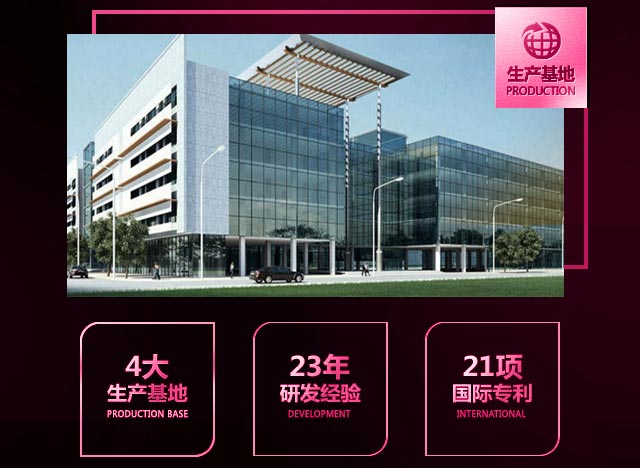 生产基地
PRODUCTION
4大
生产基地
PRODUCTION BASE
23年
研发经验
DEVELOPMENT
21项
国际专利
INTERNATIONAL